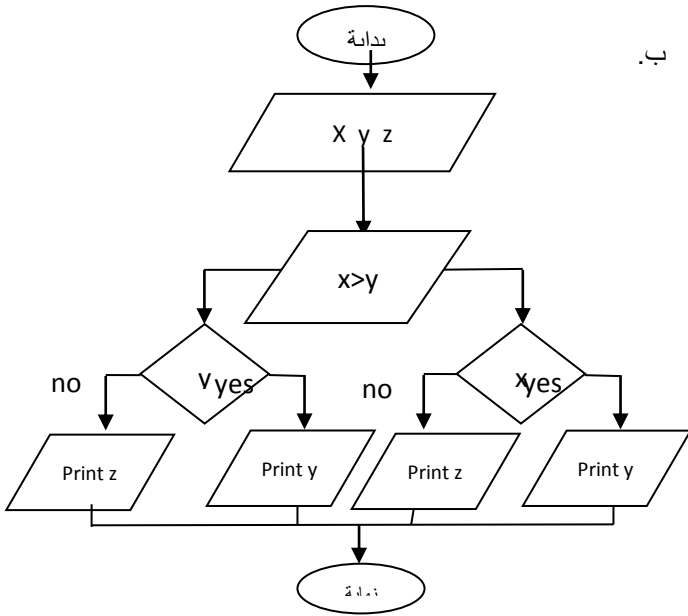 بداية
ب.
X y z
x>y
no
y
yes
no
x
yes
Print z
Print y
Print z
Print y
نهاية